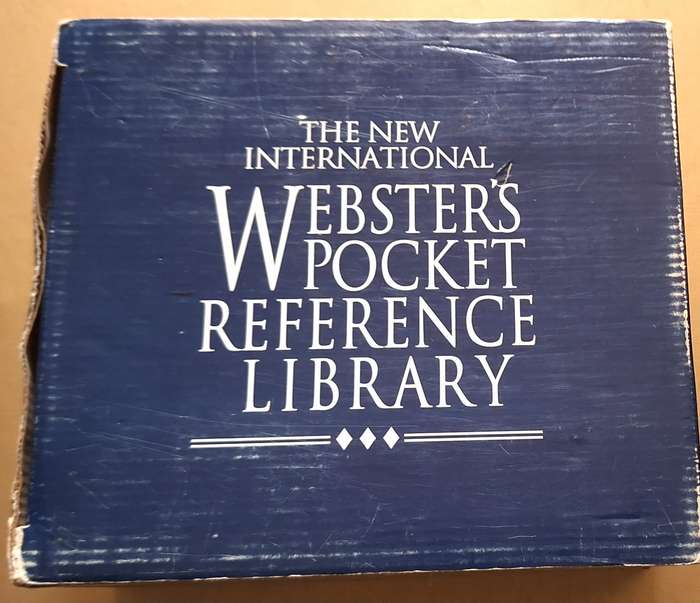 THE NEW
INTERNATIONAL
WEBSTER'S
POCKET
REFERENCE
LIBRARY